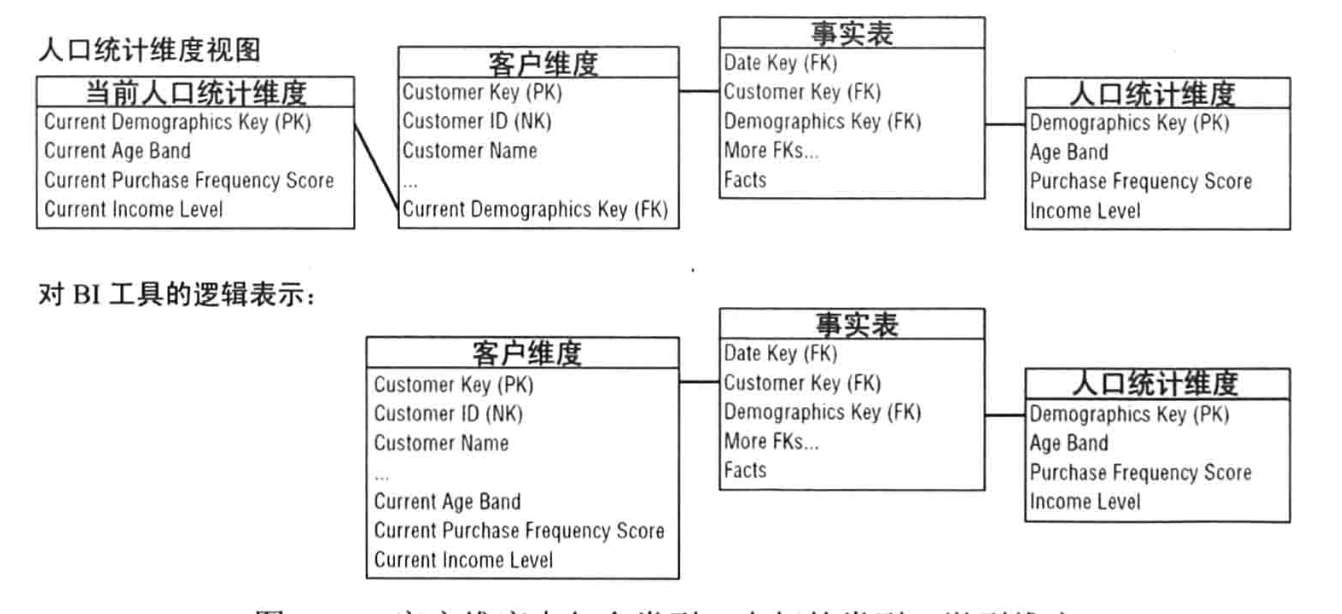 人口统计维度视图
当前人口统计维度
Current Demographics Key (PK)
Current Age Band
Current Purchase Frequency Score
Current Income Level
客户维度
Customer Key (PK)
Customer ID (NK)
Customer Name
...
Current Demographics Key (FK)
事实表
Date Key (FK)
Customer Key (FK)
Demographics Key (FK)
More FKs...
Facts
人口统计维度
Demographics Key (PK)
Age Band
Purchase Frequency Score
Income Level
对 BI 工具的逻辑表示：
客户维度
Customer Key (PK)
Customer ID (NK)
Customer Name
...
Current Age Band
Current Purchase Frequency Score
Current Income Level
事实表
Date Key (FK)
Customer Key (FK)
Demographics Key (FK)
More FKs...
Facts
人口统计维度
Demographics Key (PK)
Age Band
Purchase Frequency Score
Income Level